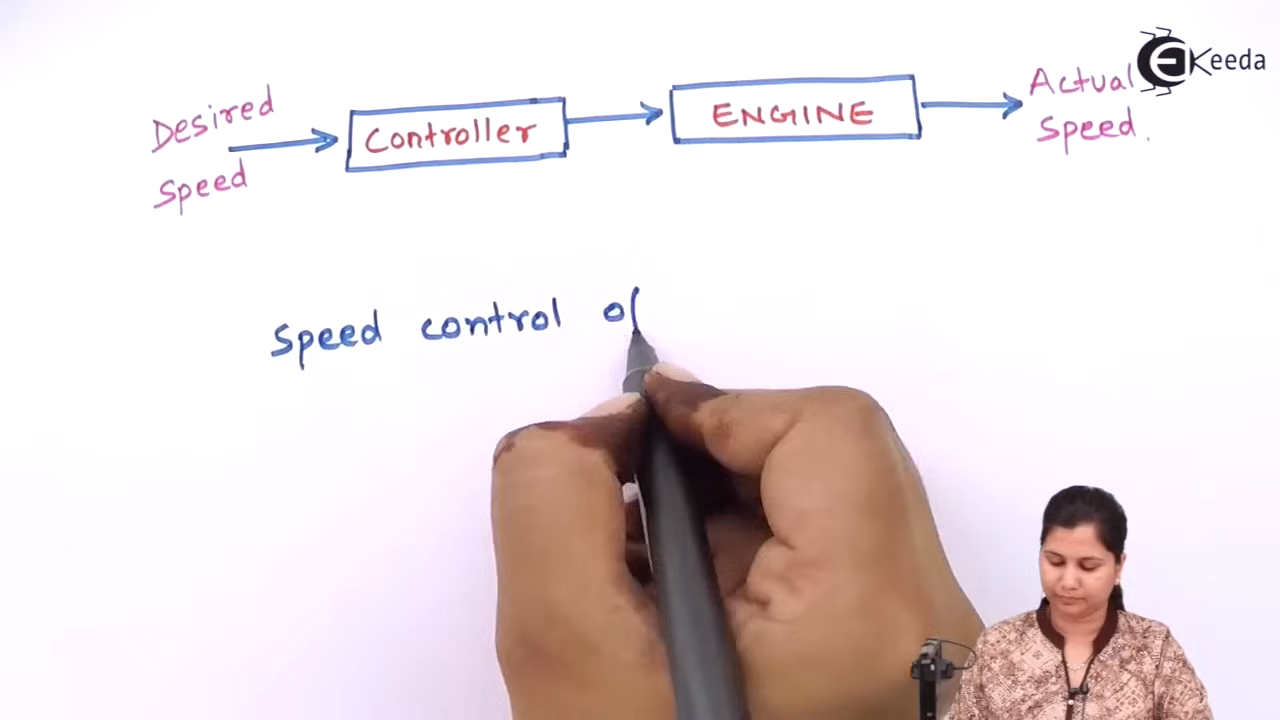 Desired
Speed
Controller
ENGINE
Actual
Speed.
EKeeda
Speed control of